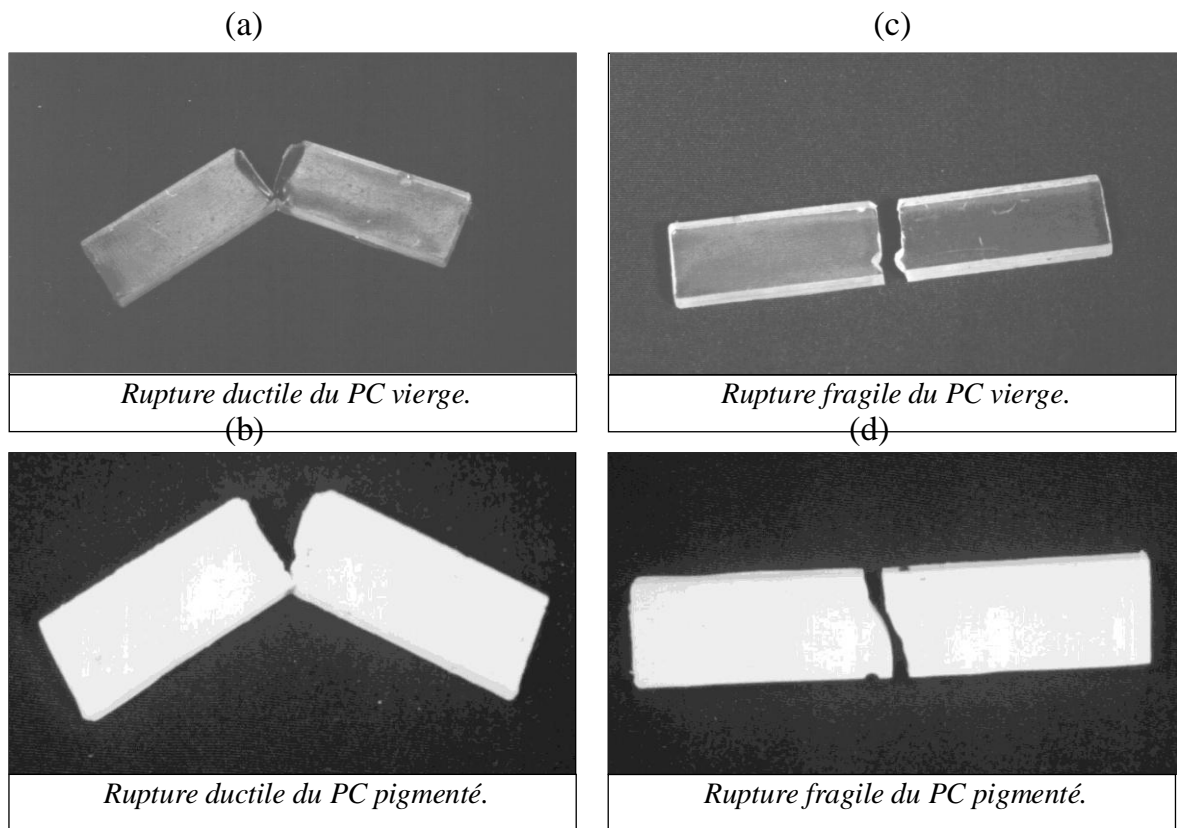 (a)
(c)
Rupture ductile du PC vierge.
Rupture fragile du PC vierge.
(b)
(d)
Rupture ductile du PC pigmenté.
Rupture fragile du PC pigmenté.